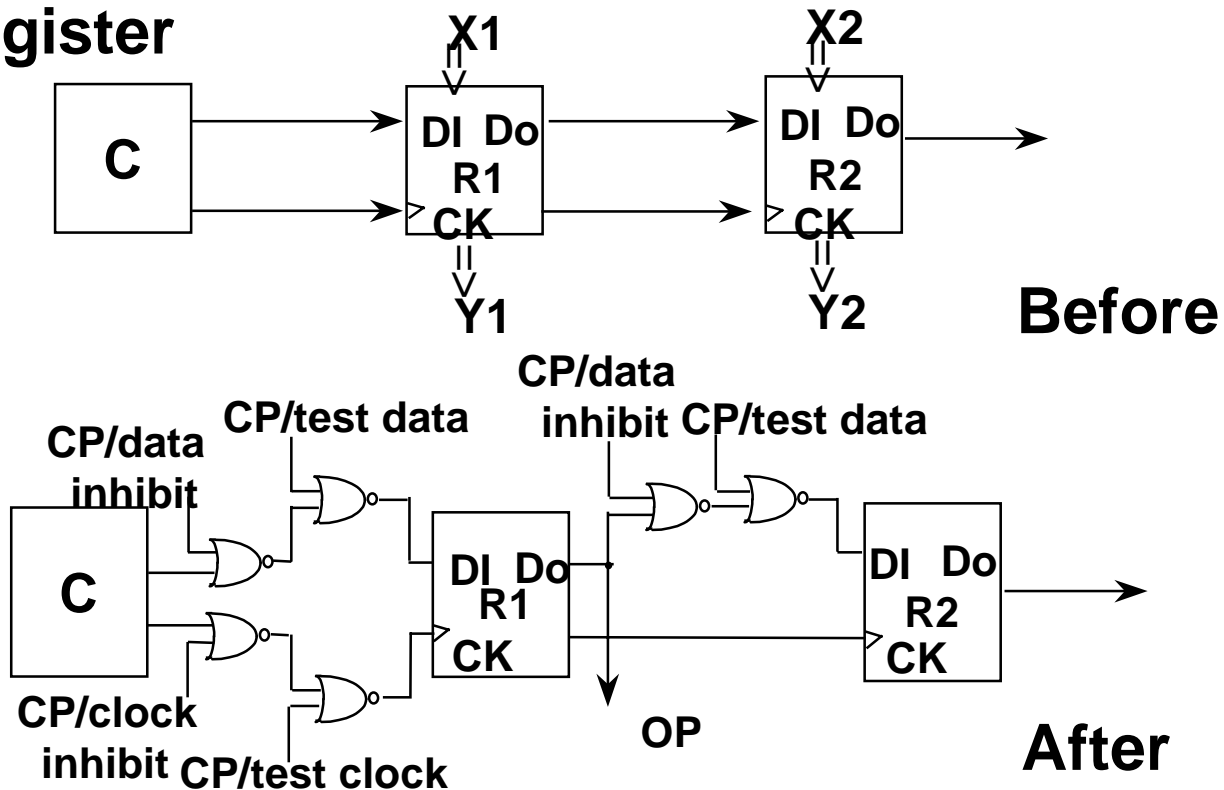 gister
X1
X2
C
DI Do
R1
CK
DI Do
R2
CK
Y1
Y2
Before
CP/data
inhibit
CP/test data
CP/data
inhibit
CP/test data
C
DI Do
R1
CK
DI Do
R2
CK
CP/clock
inhibit
CP/test clock
OP
After